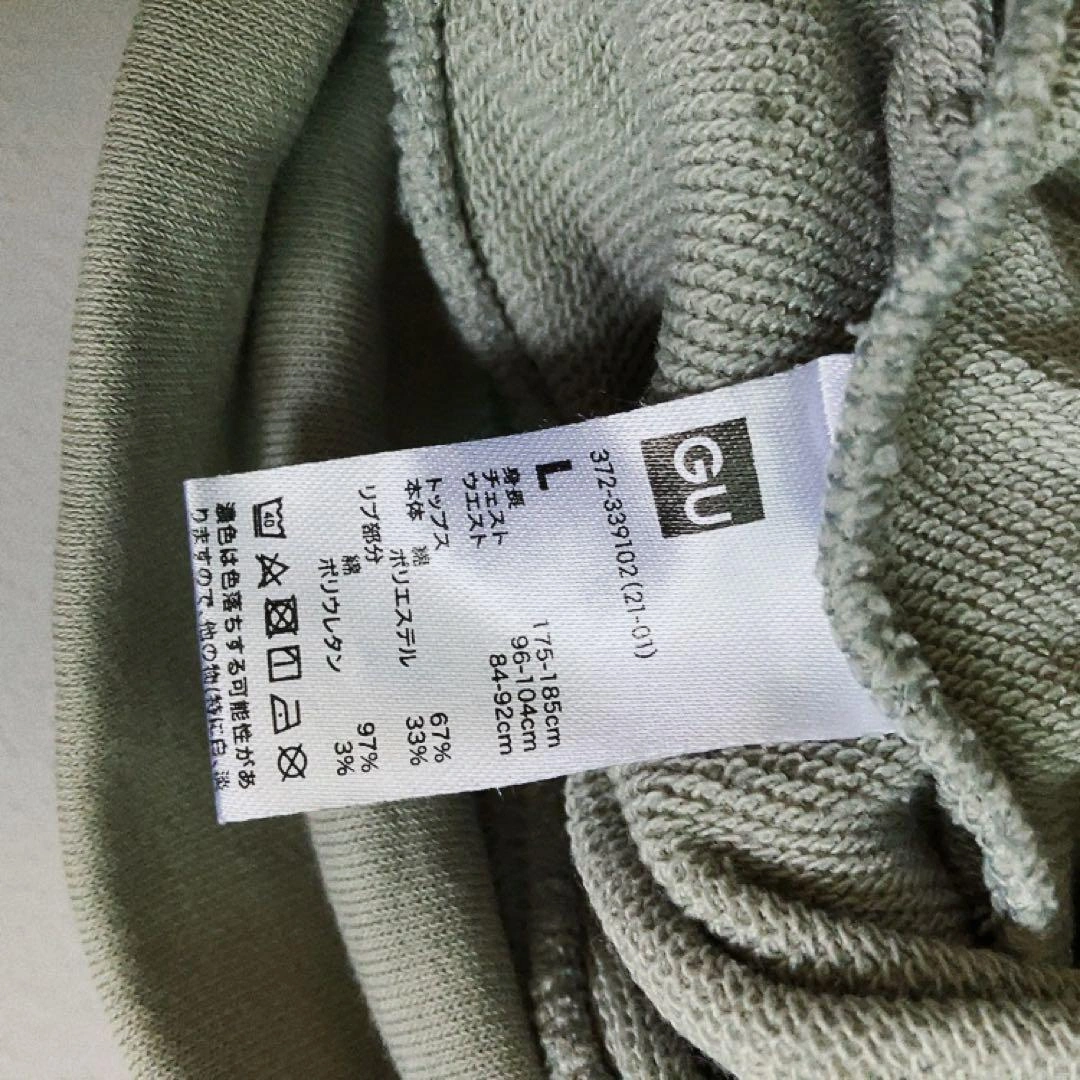 GU
372-339102(21-01)
L
身長 175-185cm
チェスト 96-104cm
ウエスト 84-92cm
トップス
本体 綿 67%
ポリエステル 33%
リブ部分
綿 97%
ポリウレタン 3%
40
濃色は色落ちする可能性があ
りますので、他の物(特に白、淡